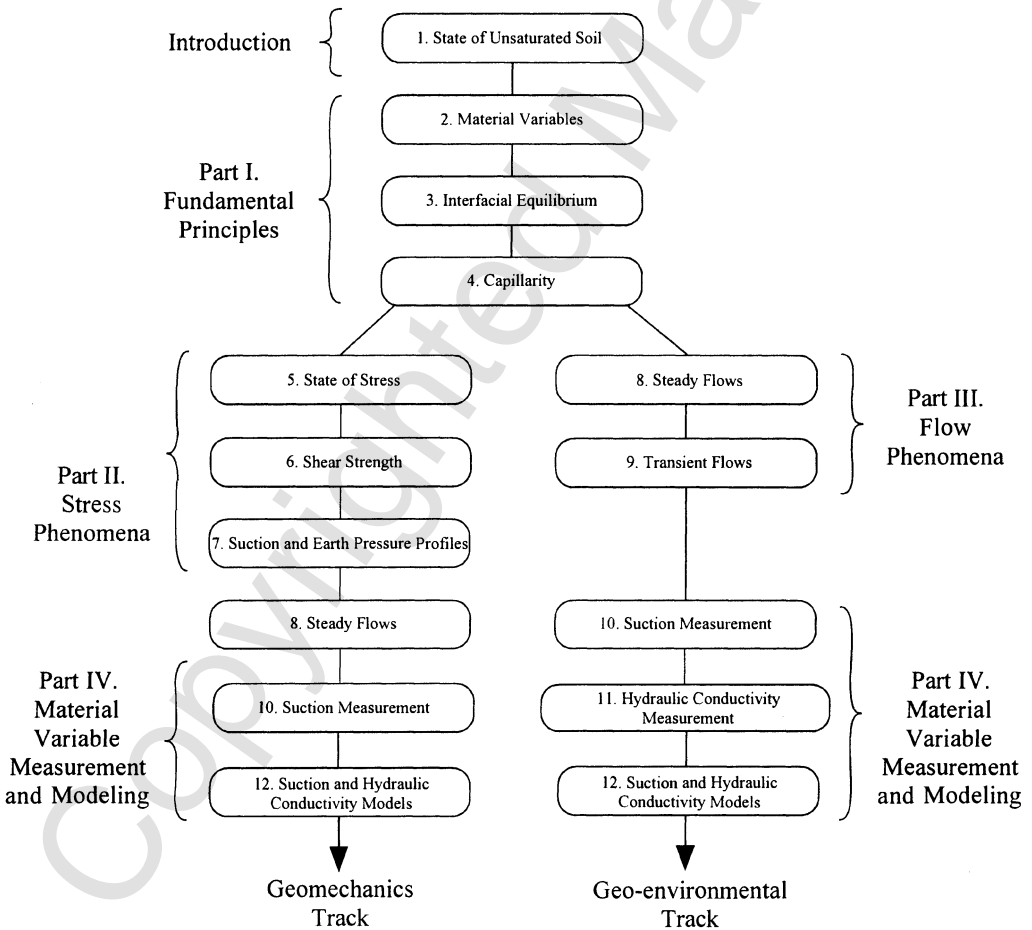 Introduction
1. State of Unsaturated Soil
Part I.
Fundamental
Principles
2. Material Variables
3. Interfacial Equilibrium
4. Capillarity
Part II.
Stress
Phenomena
5. State of Stress
6. Shear Strength
7. Suction and Earth Pressure Profiles
8. Steady Flows
Part IV.
Material
Variable
Measurement
and Modeling
10. Suction Measurement
12. Suction and Hydraulic
Conductivity Models
Geomechanics
Track
8. Steady Flows
9. Transient Flows
Part III.
Flow
Phenomena
10. Suction Measurement
11. Hydraulic Conductivity
Measurement
12. Suction and Hydraulic
Conductivity Models
Part IV.
Material
Variable
Measurement
and Modeling
Geo-environmental
Track
Copyrighted Ma